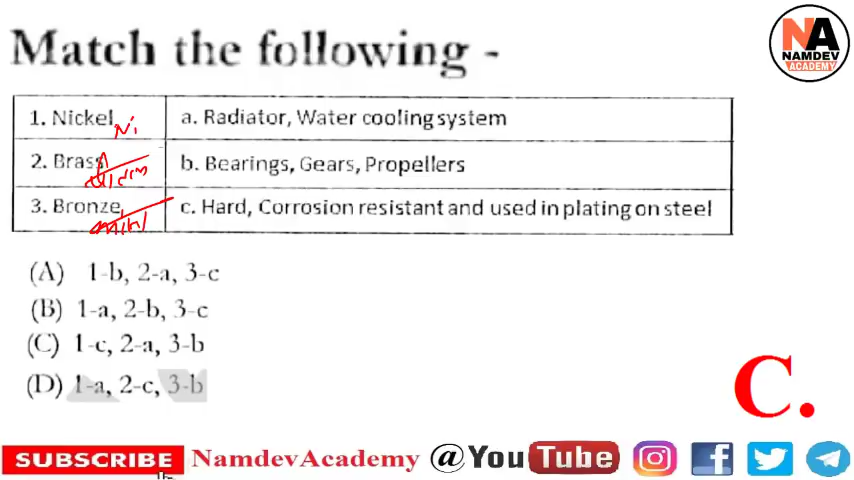 Match the following -
NA
NAMDEV
ACADEMY
1. Nickel a. Radiator, Water cooling system
Ni
2. Brass b. Bearings, Gears, Propellers
3. Bronze c. Hard, Corrosion resistant and used in plating on steel
(A) 1-b, 2-a, 3-c
(B) 1-a, 2-b, 3-c
(C) 1-c, 2-a, 3-b
(D) 1-a, 2-c, 3-b
C.
SUBSCRIBE NamdevAcademy @YouTube